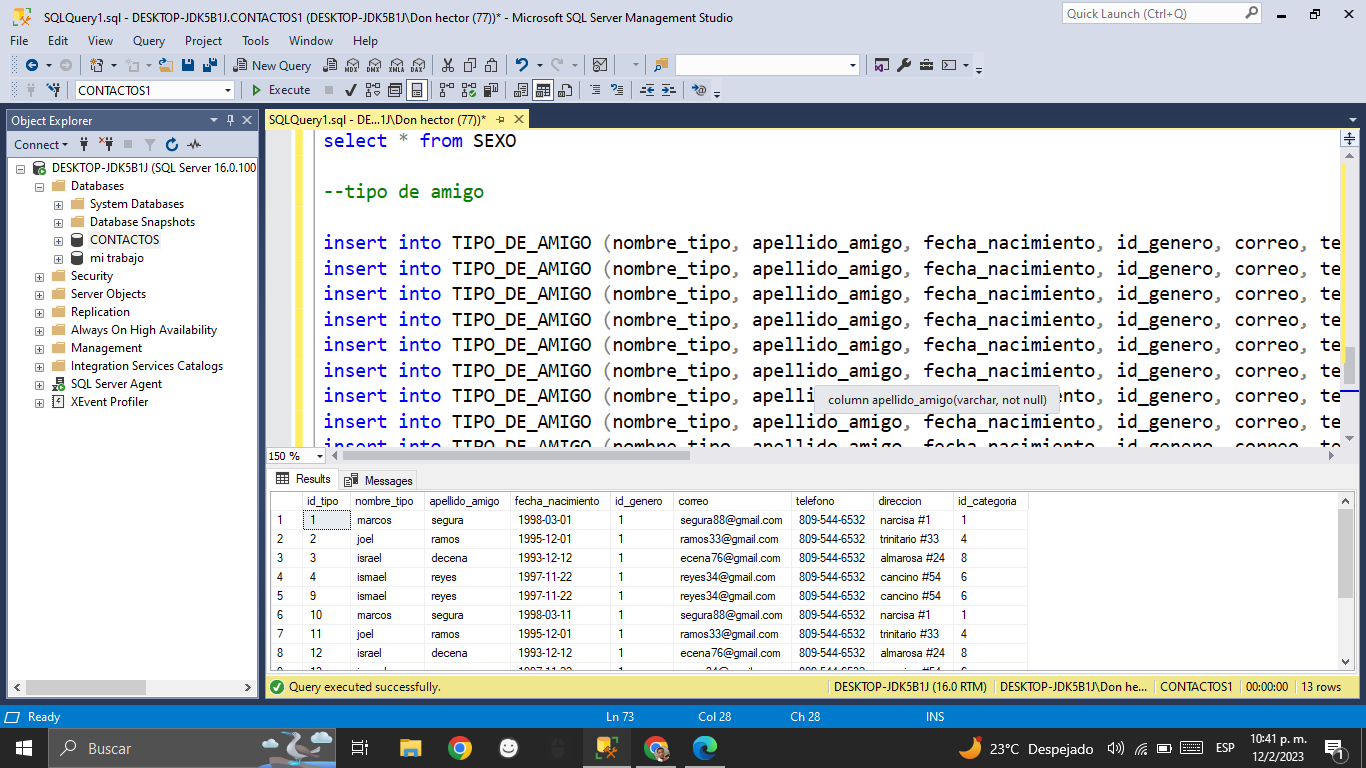 SQLQuery1.sql - DESKTOP-JDK5B1J.CONTACTOS1 (DESKTOP-JDK5B1J\Don hector (77))* - Microsoft SQL Server Management Studio
Quick Launch (Ctrl+Q)
File Edit View Query Project Tools Window Help
New Query MDX DMX XMLA DAX
CONTACTOS1 Execute
Object Explorer
SQLQuery1.sql - DE...1J\Don hector (77))*
Connect
DESKTOP-JDK5B1J (SQL Server 16.0.100
Databases
System Databases
Database Snapshots
CONTACTOS
mi trabajo
Security
Server Objects
Replication
Always On High Availability
Management
Integration Services Catalogs
SQL Server Agent
XEvent Profiler
select * from SEXO
--tipo de amigo
insert into TIPO_DE_AMIGO (nombre_tipo, apellido_amigo, fecha_nacimiento, id_genero, correo, te
insert into TIPO_DE_AMIGO (nombre_tipo, apellido_amigo, fecha_nacimiento, id_genero, correo, te
insert into TIPO_DE_AMIGO (nombre_tipo, apellido_amigo, fecha_nacimiento, id_genero, correo, te
insert into TIPO_DE_AMIGO (nombre_tipo, apellido_amigo, fecha_nacimiento, id_genero, correo, te
insert into TIPO_DE_AMIGO (nombre_tipo, apellido_amigo, fecha_nacimiento, id_genero, correo, te
insert into TIPO_DE_AMIGO (nombre_tipo, apellido_amigo, fecha_nacimiento, id_genero, correo, te
insert into TIPO_DE_AMIGO (nombre_tipo, apellido_amigo, fecha_nacimiento, id_genero, correo, te
column apellido_amigo(varchar, not null)
insert into TIPO_DE_AMIGO (nombre_tipo, apellido_amigo, fecha_nacimiento, id_genero, correo, te
insert into TIPO_DE_AMIGO (nombre_tipo, apellido_amigo, fecha_nacimiento, id_genero, correo, te
150 %
Results Messages
id_tipo nombre_tipo apellido_amigo fecha_nacimiento id_genero correo telefono direccion id_categoria
1 1 marcos segura 1998-03-01 1 segura88@gmail.com 809-544-6532 narcisa #1 1
2 2 joel ramos 1995-12-01 1 ramos33@gmail.com 809-544-6532 trinitario #33 4
3 3 israel decena 1993-12-12 1 ecena76@gmail.com 809-544-6532 almarosa #24 8
4 4 ismael reyes 1997-11-22 1 reyes34@gmail.com 809-544-6532 cancino #54 6
5 9 ismael reyes 1997-11-22 1 reyes34@gmail.com 809-544-6532 cancino #54 6
6 10 marcos segura 1998-03-11 1 segura88@gmail.com 809-544-6532 narcisa #1 1
7 11 joel ramos 1995-12-01 1 ramos33@gmail.com 809-544-6532 trinitario #33 4
8 12 israel decena 1993-12-12 1 ecena76@gmail.com 809-544-6532 almarosa #24 8
Query executed successfully. DESKTOP-JDK5B1J (16.0 RTM) DESKTOP-JDK5B1J\Don he... CONTACTOS1 00:00:00 13 rows
Ready Ln 73 Col 28 Ch 28 INS
Buscar 23°C Despejado ESP 10:41 p. m.
12/2/2023 1